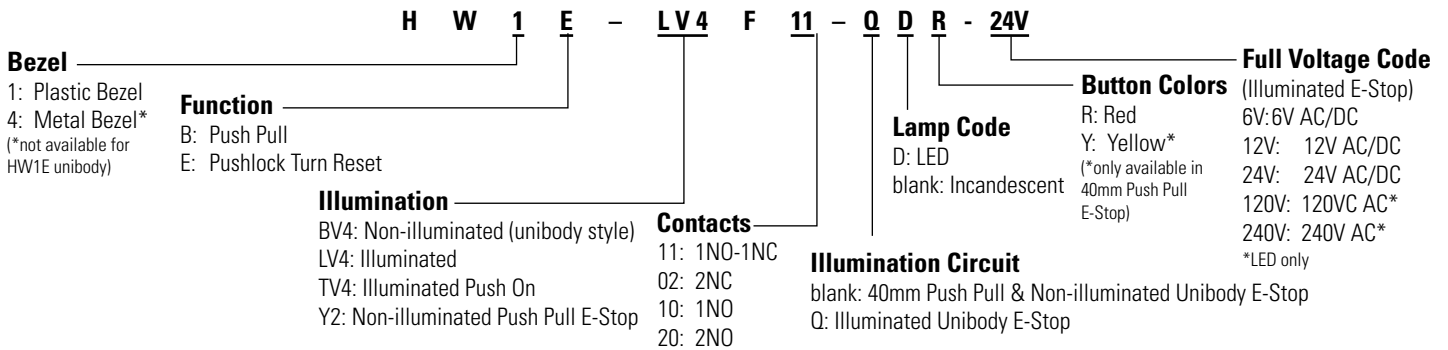 H W 1 E – LV4 F 11 – Q D R - 24V
Bezel
1: Plastic Bezel
4: Metal Bezel*
(*not available for
HW1E unibody)
Function
B: Push Pull
E: Pushlock Turn Reset
Illumination
BV4: Non-illuminated (unibody style)
LV4: Illuminated
TV4: Illuminated Push On
Y2: Non-illuminated Push Pull E-Stop
Contacts
11: 1NO-1NC
02: 2NC
10: 1NO
20: 2NO
Illumination Circuit
blank: 40mm Push Pull & Non-illuminated Unibody E-Stop
Q: Illuminated Unibody E-Stop
Lamp Code
D: LED
blank: Incandescent
Button Colors
R: Red
Y: Yellow*
(*only available in
40mm Push Pull
E-Stop)
Full Voltage Code
(Illuminated E-Stop)
6V:6V AC/DC
12V: 12V AC/DC
24V: 24V AC/DC
120V: 120VC AC*
240V: 240V AC*
*LED only